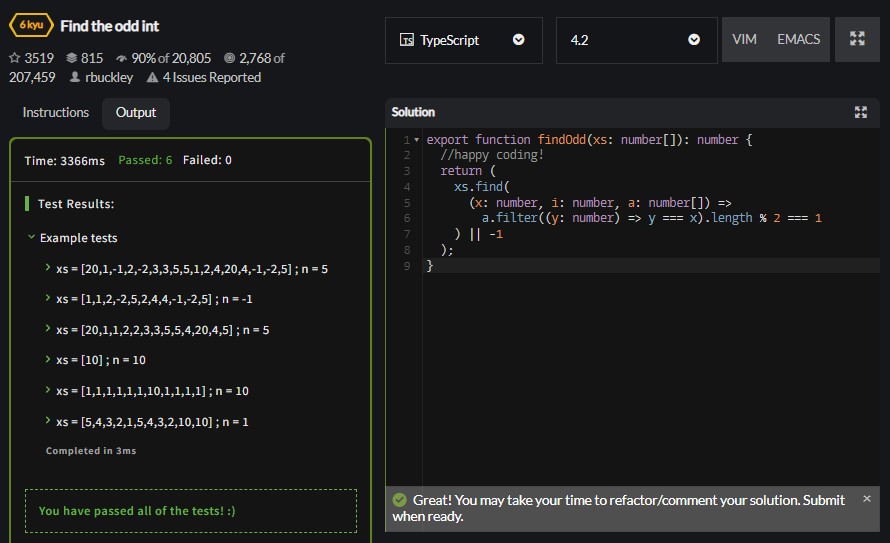 6 kyu Find the odd int
3519 815 90% of 20,805 2,768 of
207,459 rbuckley 4 Issues Reported
TS TypeScript
4.2
VIM EMACS
Instructions Output
Time: 3366ms Passed: 6 Failed: 0
Test Results:
Example tests
xs = [20,1,-1,2,-2,3,3,5,5,1,2,4,20,4,-1,-2,5] ; n = 5
xs = [1,1,2,-2,5,2,4,4,-1,-2,5] ; n = -1
xs = [20,1,1,2,2,3,3,5,5,4,20,4,5] ; n = 5
xs = [10] ; n = 10
xs = [1,1,1,1,1,1,10,1,1,1,1] ; n = 10
xs = [5,4,3,2,1,5,4,3,2,10,10] ; n = 1
Completed in 3ms
You have passed all of the tests! :)
Solution
1 export function findOdd(xs: number[]): number {
2 //happy coding!
3 return (
4 xs.find(
5 (x: number, i: number, a: number[]) =>
6 a.filter((y: number) => y === x).length % 2 === 1
7 ) || -1
8 );
9 }
Great! You may take your time to refactor/comment your solution. Submit
when ready.
×